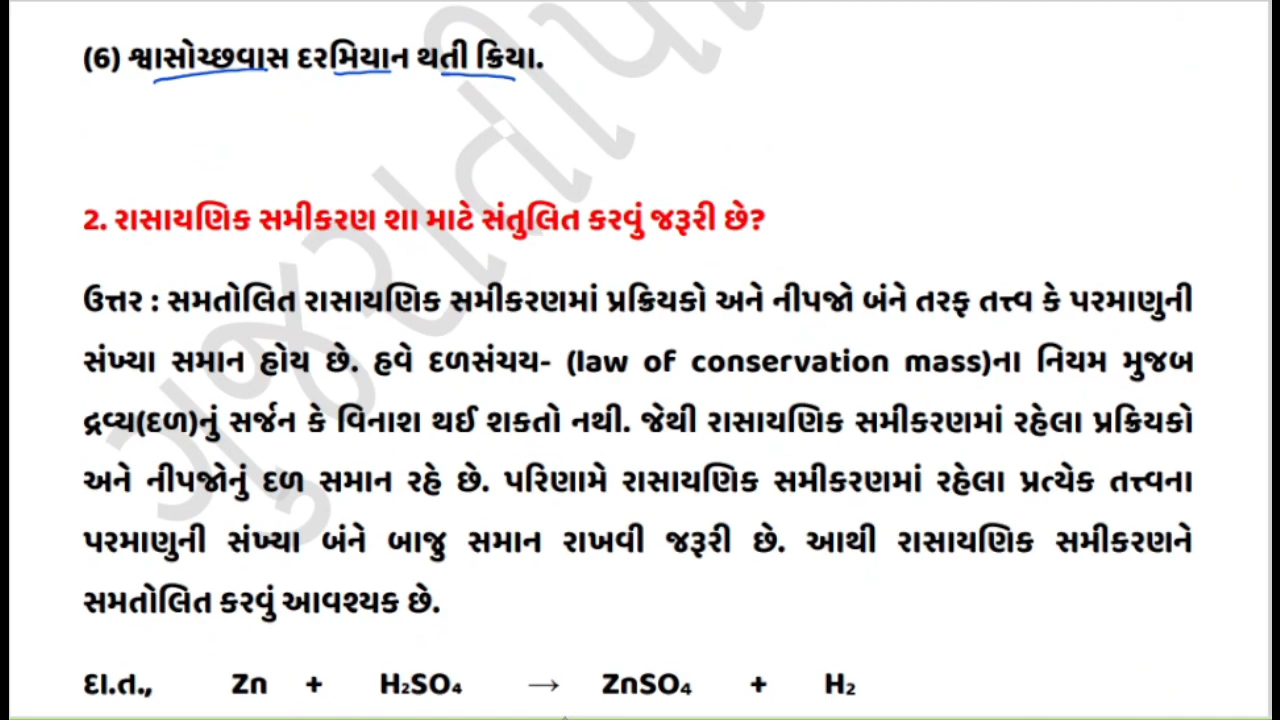 (6) શ્વાસોચ્છવાસ દરમિયાન થતી ક્રિયા.
2. રાસાયણિક સમીકરણ શા માટે સંતુલિત કરવું જરૂરી છે?
ઉત્તર : સમતોલિત રાસાયણિક સમીકરણમાં પ્રક્રિયકો અને નીપજો બંને તરફ તત્ત્વ કે પરમાણુની
સંખ્યા સમાન હોય છે. હવે દળસંચય- (law of conservation mass)ના નિયમ મુજબ
દ્રવ્ય(દળ)નું સર્જન કે વિનાશ થઈ શકતો નથી. જેથી રાસાયણિક સમીકરણમાં રહેલા પ્રક્રિયકો
અને નીપજોનું દળ સમાન રહે છે. પરિણામે રાસાયણિક સમીકરણમાં રહેલા પ્રત્યેક તત્ત્વના
પરમાણુની સંખ્યા બંને બાજુ સમાન રાખવી જરૂરી છે. આથી રાસાયણિક સમીકરણને
સમતોલિત કરવું આવશ્યક છે.
દા.ત., Zn + H₂SO₄ → ZnSO₄ + H₂